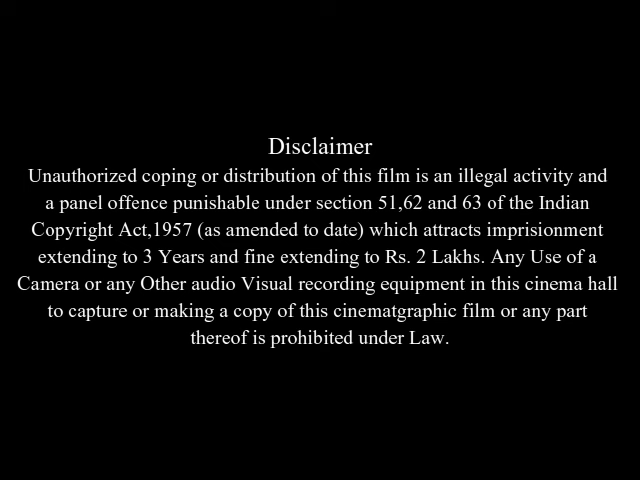 Disclaimer
Unauthorized coping or distribution of this film is an illegal activity and
a panel offence punishable under section 51,62 and 63 of the Indian
Copyright Act,1957 (as amended to date) which attracts imprisionment
extending to 3 Years and fine extending to Rs. 2 Lakhs. Any Use of a
Camera or any Other audio Visual recording equipment in this cinema hall
to capture or making a copy of this cinematgraphic film or any part
thereof is prohibited under Law.